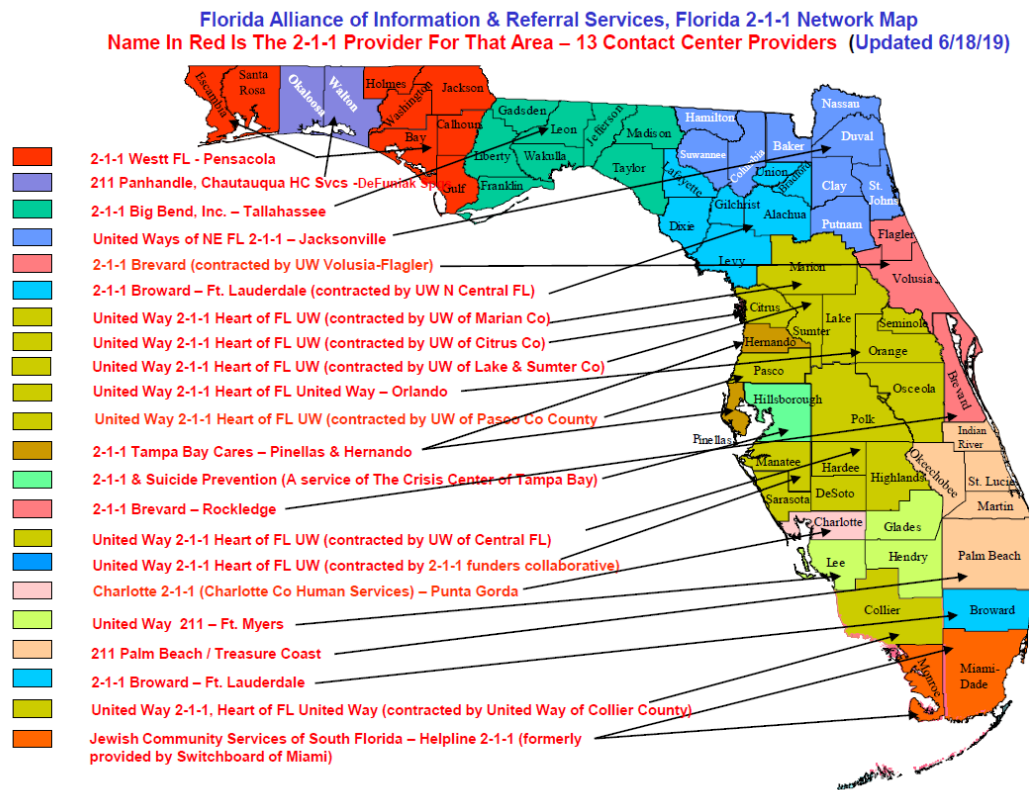 Florida Alliance of Information & Referral Services, Florida 2-1-1 Network Map
Name In Red Is The 2-1-1 Provider For That Area – 13 Contact Center Providers (Updated 6/18/19)
2-1-1 Westt FL - Pensacola
211 Panhandle, Chautauqua HC Svcs -DeFuniak Spgs
2-1-1 Big Bend, Inc. – Tallahassee
United Ways of NE FL 2-1-1 – Jacksonville
2-1-1 Brevard (contracted by UW Volusia-Flagler)
2-1-1 Broward – Ft. Lauderdale (contracted by UW N Central FL)
United Way 2-1-1 Heart of FL UW (contracted by UW of Marian Co)
United Way 2-1-1 Heart of FL UW (contracted by UW of Citrus Co)
United Way 2-1-1 Heart of FL UW (contracted by UW of Lake & Sumter Co)
United Way 2-1-1 Heart of FL United Way – Orlando
United Way 2-1-1 Heart of FL UW (contracted by UW of Pasco Co County
2-1-1 Tampa Bay Cares – Pinellas & Hernando
2-1-1 & Suicide Prevention (A service of The Crisis Center of Tampa Bay)
2-1-1 Brevard – Rockledge
United Way 2-1-1 Heart of FL UW (contracted by UW of Central FL)
United Way 2-1-1 Heart of FL UW (contracted by 2-1-1 funders collaborative)
Charlotte 2-1-1 (Charlotte Co Human Services) – Punta Gorda
United Way 211 – Ft. Myers
211 Palm Beach / Treasure Coast
2-1-1 Broward – Ft. Lauderdale
United Way 2-1-1, Heart of FL United Way (contracted by United Way of Collier County)
Jewish Community Services of South Florida – Helpline 2-1-1 (formerly
provided by Switchboard of Miami)
Escambia
Santa
Rosa
Okaloosa
Walton
Holmes
Washington
Jackson
Bay
Calhoun
Gulf
Gadsden
Liberty
Franklin
Leon
Wakulla
Jefferson
Madison
Taylor
Hamilton
Suwannee
Columbia
Baker
Nassau
Duval
Clay
St.
Johns
Putnam
Union
Bradford
Lafayette
Dixie
Gilchrist
Alachua
Levy
Flagler
Volusia
Marion
Citrus
Sumter
Lake
Seminole
Hernando
Orange
Pasco
Osceola
Brevard
Hillsborough
Polk
Pinellas
Indian
River
Manatee
Hardee
Highlands
Okeechobee
St. Lucie
Sarasota
DeSoto
Martin
Charlotte
Glades
Lee
Hendry
Palm Beach
Collier
Broward
Monroe
Miami-
Dade